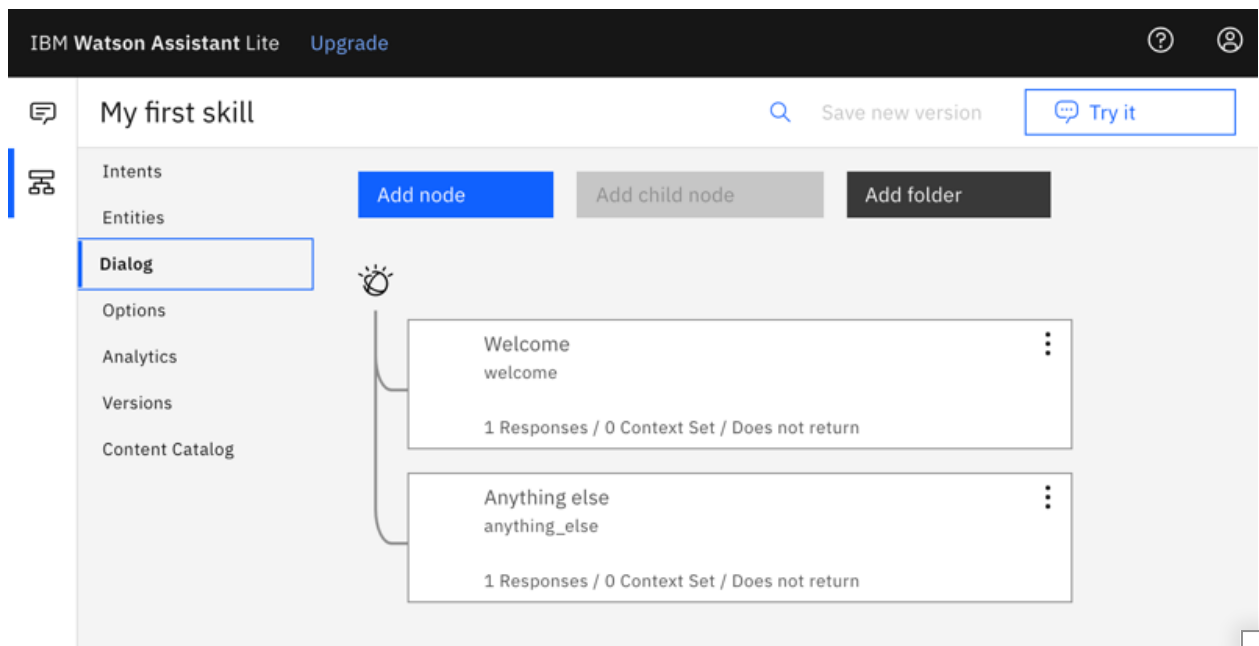 IBM Watson Assistant Lite Upgrade
My first skill
Save new version
Try it
Intents
Entities
Dialog
Options
Analytics
Versions
Content Catalog
Add node
Add child node
Add folder
Welcome
welcome
1 Responses / 0 Context Set / Does not return
Anything else
anything_else
1 Responses / 0 Context Set / Does not return